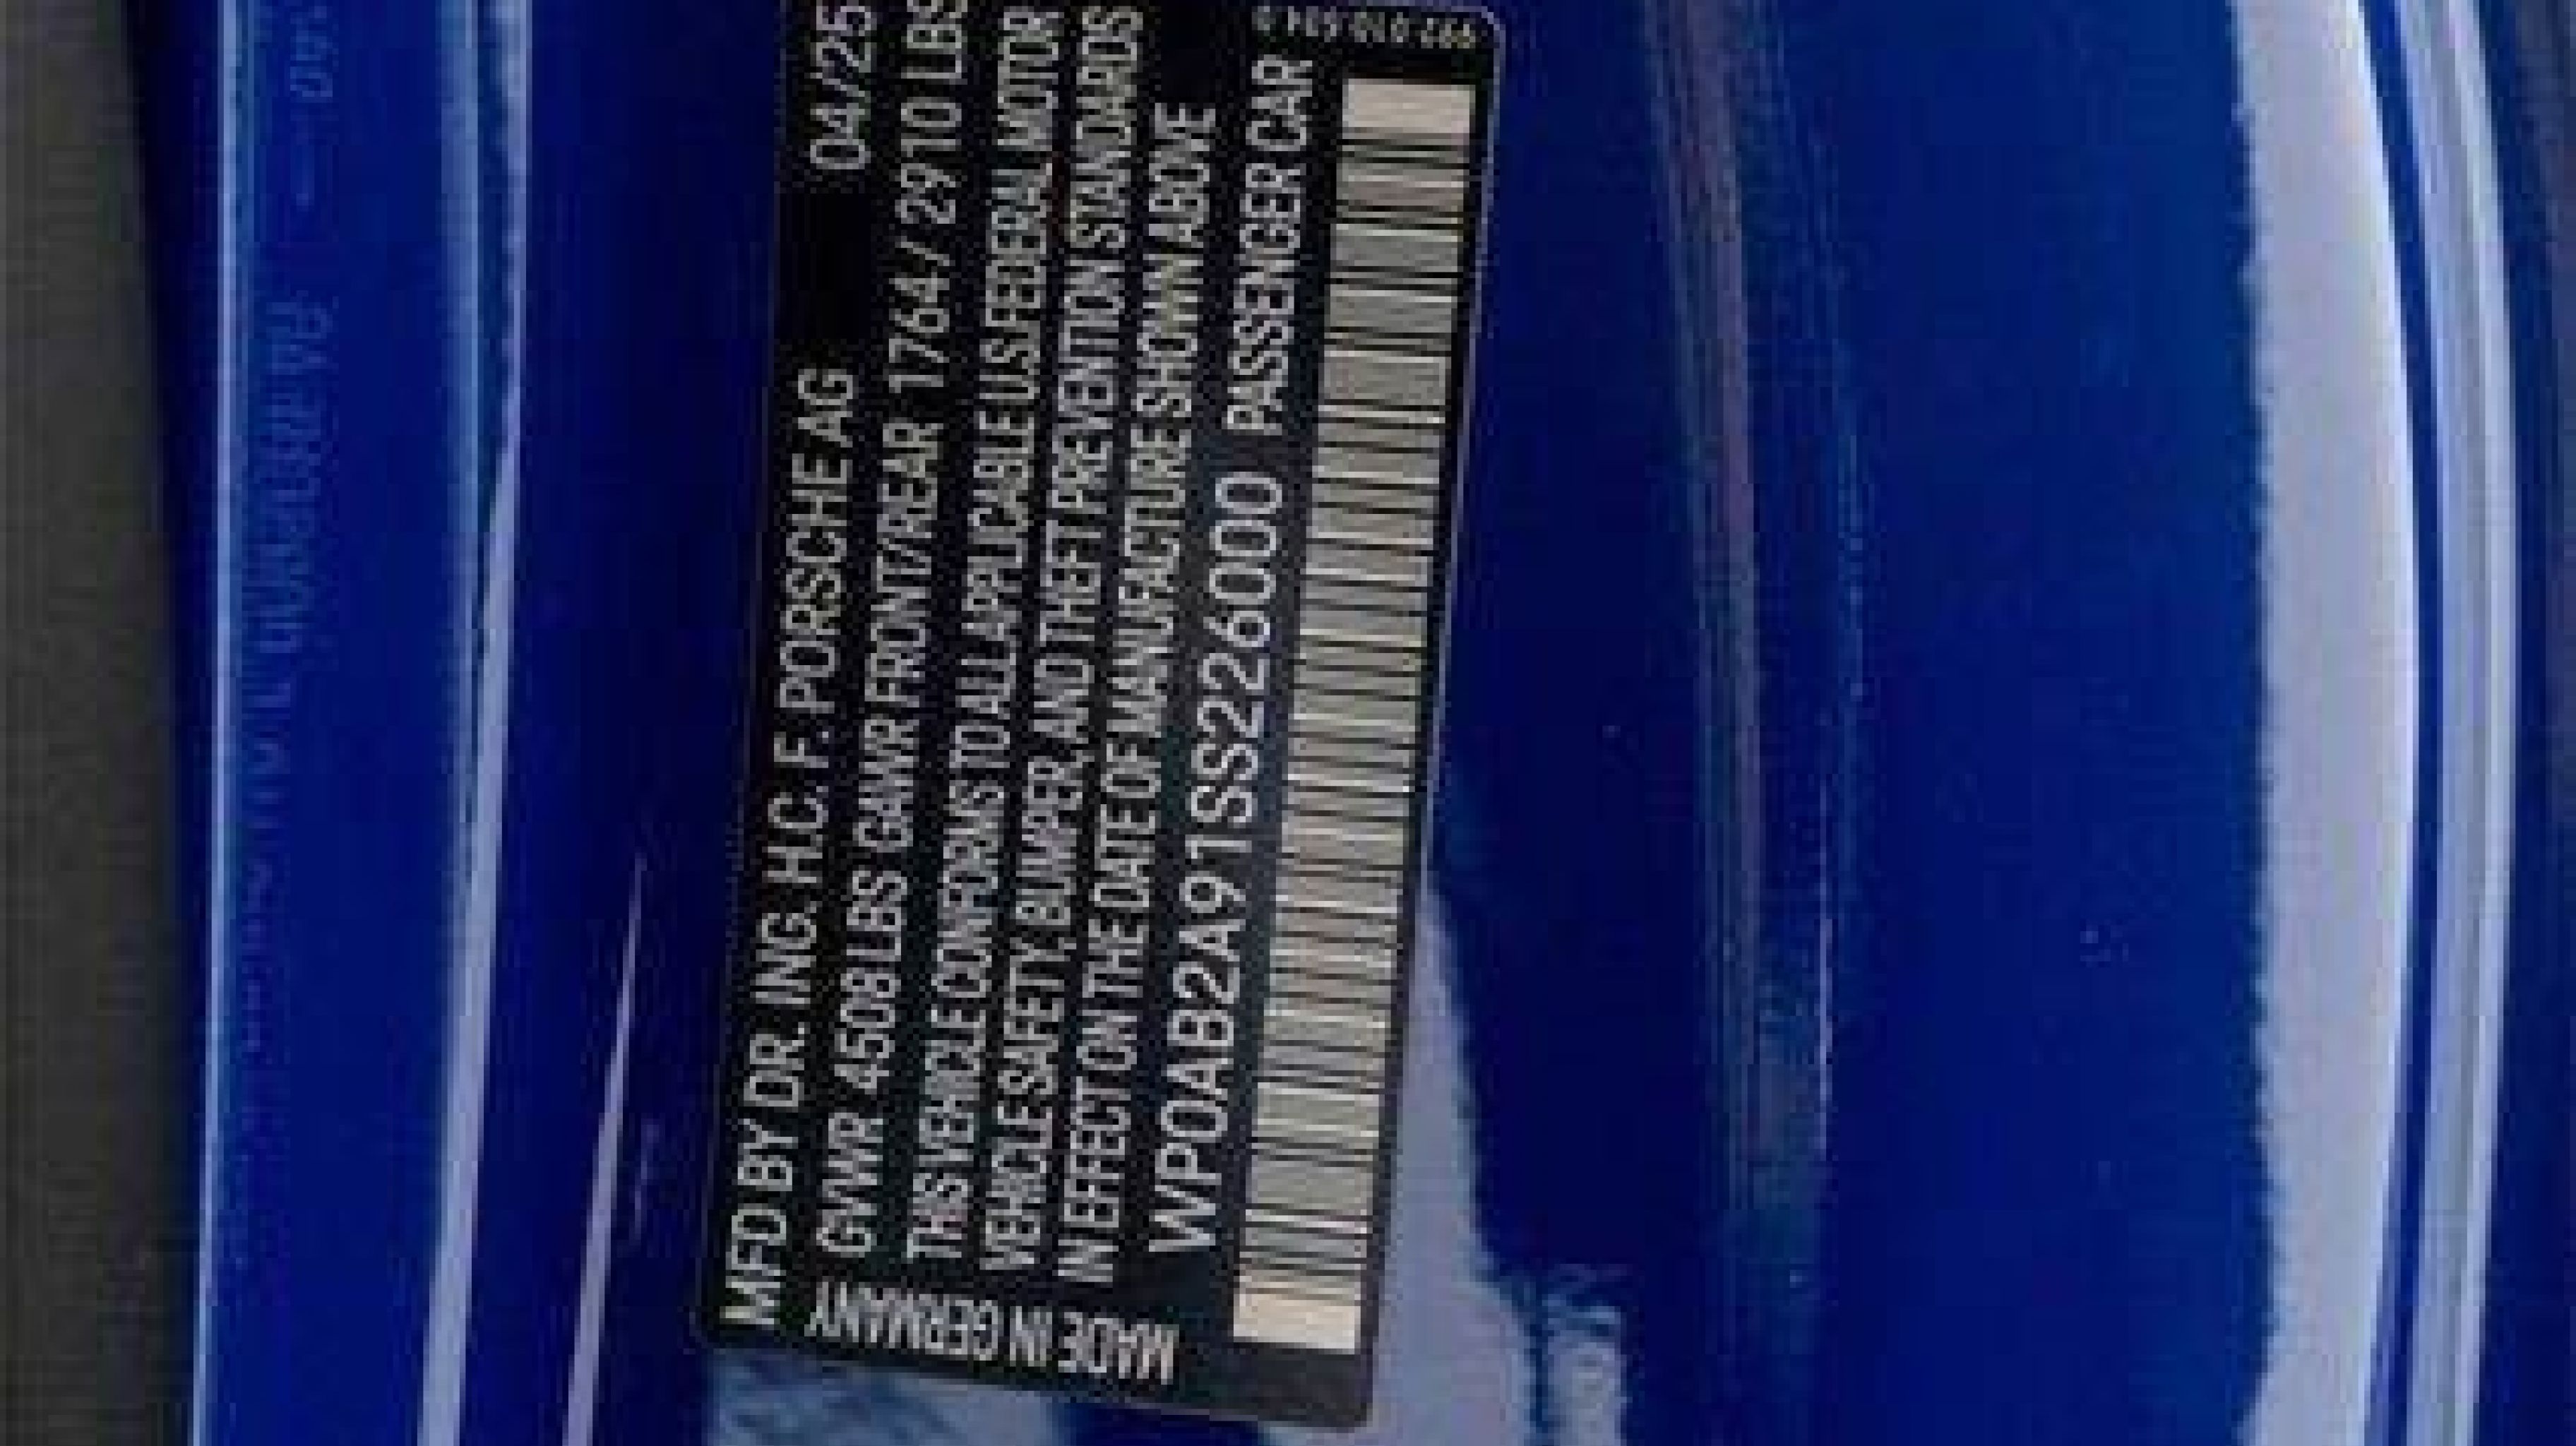 MFD BY DR. ING. H.C. F. PORSCHE AG 04/25
GVWR 4508 LBS GAWR FRONT/REAR 1764/ 2910 LBS
THIS VEHICLE CONFORMS TO ALL APPLICABLE US FEDERAL MOTOR
VEHICLE SAFETY, BUMPER, AND THEFT PREVENTION STANDARDS
IN EFFECT ON THE DATE OF MANUFACTURE SHOWN ABOVE
WP0AB2A91SS226000 PASSENGER CAR
MADE IN GERMANY